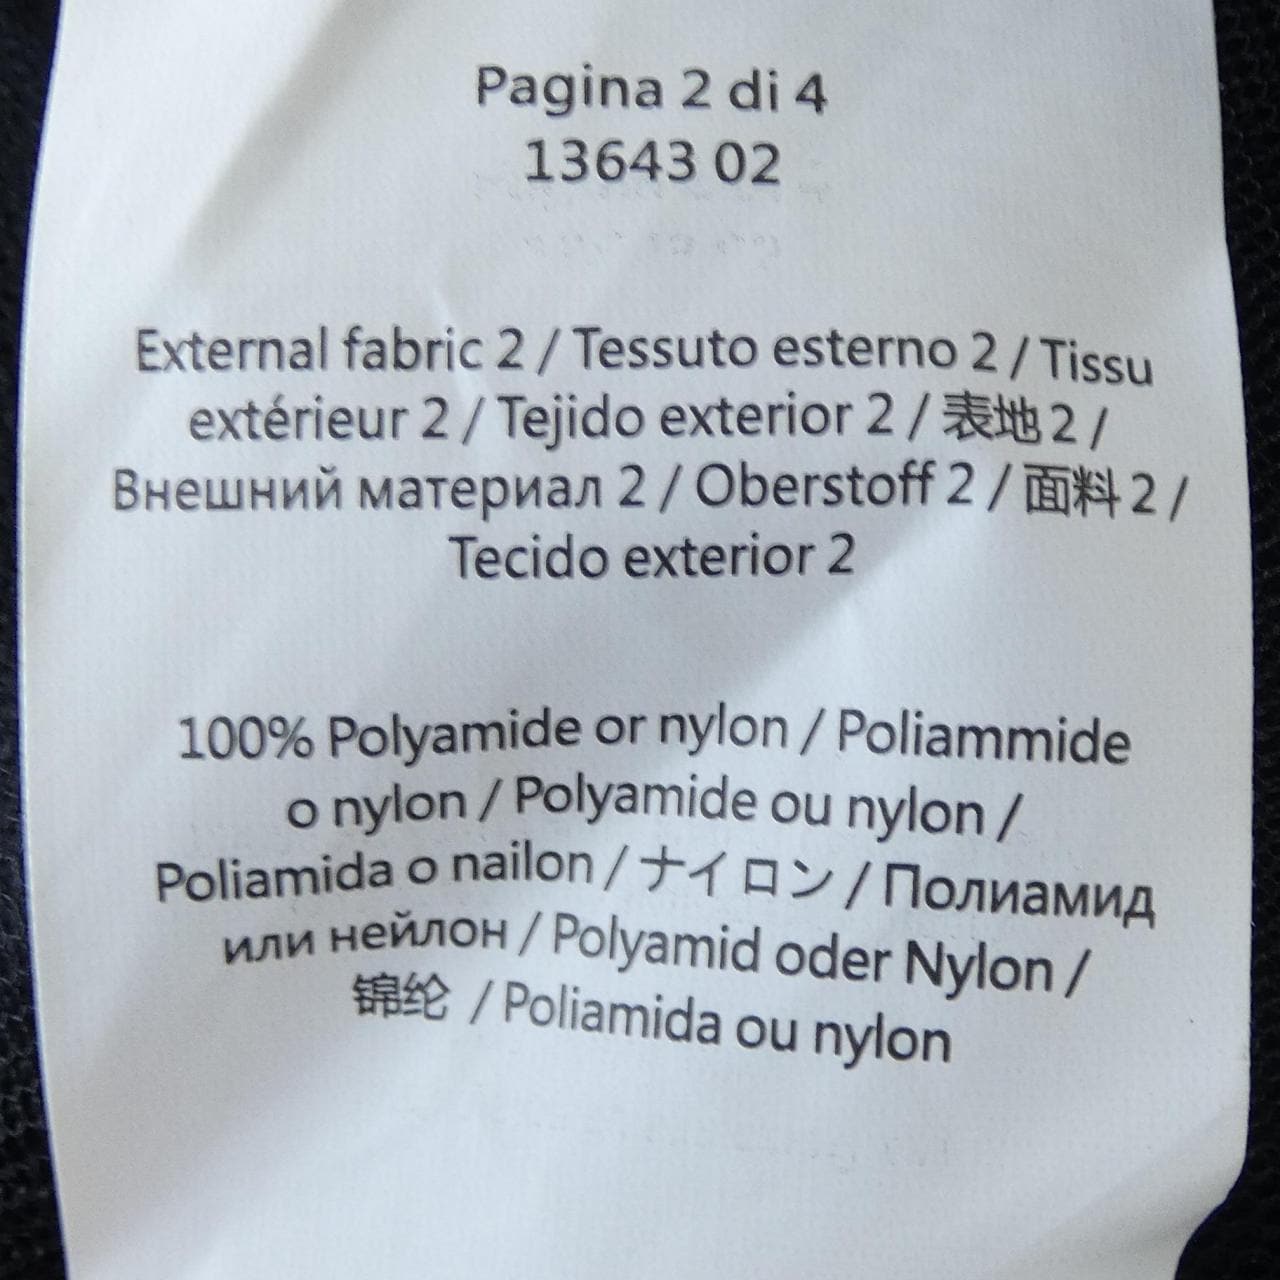 Pagina 2 di 4
13643 02
External fabric 2 / Tessuto esterno 2 / Tissu
extérieur 2 / Tejido exterior 2 / 表地 2 /
Внешний материал 2 / Oberstoff 2 / 面料 2 /
Tecido exterior 2
100% Polyamide or nylon / Poliammide
o nylon / Polyamide ou nylon /
Poliamida o nailon / ナイロン / Полиамид
или нейлон / Polyamid oder Nylon /
锦纶 / Poliamida ou nylon